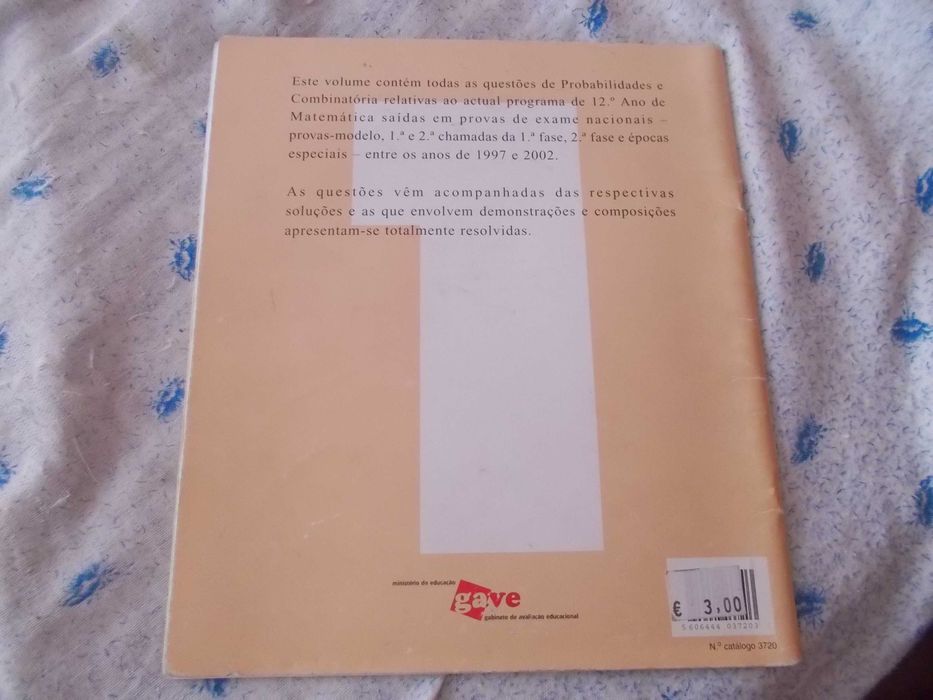 Este volume contém todas as questões de Probabilidades e
Combinatória relativas ao actual programa de 12.º Ano de
Matemática saídas em provas de exame nacionais –
provas-modelo, 1.ª e 2.ª chamadas da 1.ª fase, 2.ª fase e épocas
especiais – entre os anos de 1997 e 2002.
As questões vêm acompanhadas das respectivas
soluções e as que envolvem demonstrações e composições
apresentam-se totalmente resolvidas.
ministério da educação
gave
gabinete de avaliação educacional
€ 3,00
5 606444 037203
N.º catálogo 3720